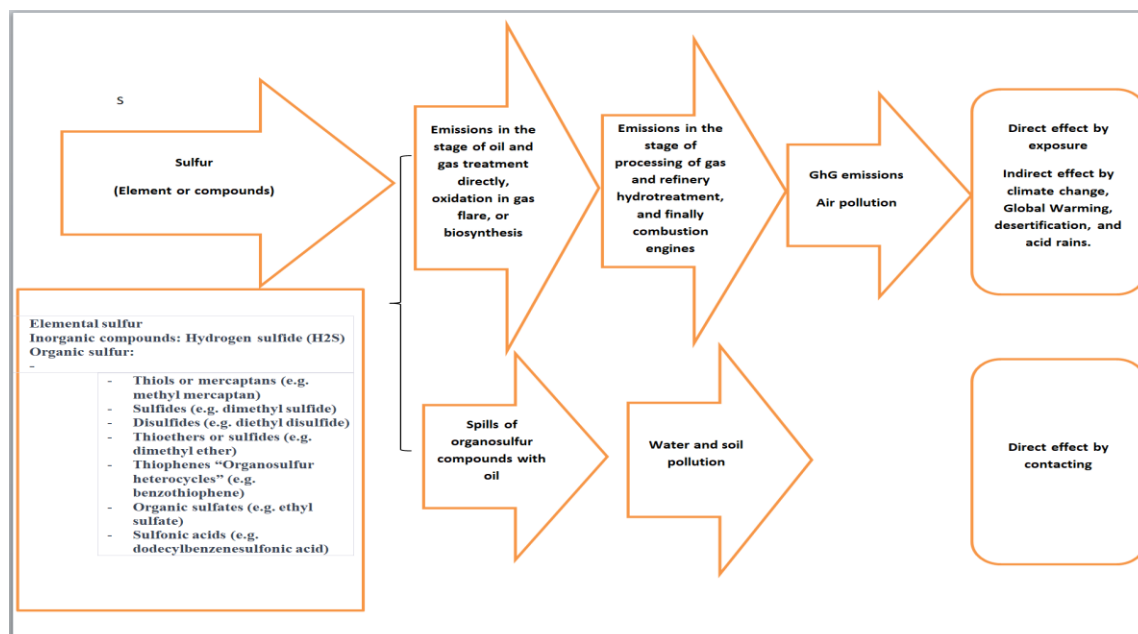 S
Sulfur
(Element or compounds)
Emissions in the
stage of oil and
gas treatment
directly,
oxidation in gas
flare, or
biosynthesis
Emissions in the
stage of
processing of gas
and refinery
hydrotreatment,
and finally
combustion
engines
GhG emissions
Air pollution
Direct effect by
exposure
Indirect effect by
climate change,
Global Warming,
desertification, and
acid rains.
Elemental sulfur
Inorganic compounds: Hydrogen sulfide (H2S)
Organic sulfur:
-
- Thiols or mercaptans (e.g.
methyl mercaptan)
- Sulfides (e.g. dimethyl sulfide)
- Disulfides (e.g. diethyl disulfide)
- Thioethers or sulfides (e.g.
dimethyl ether)
- Thiophenes “Organosulfur
heterocycles” (e.g.
benzothiophene)
- Organic sulfates (e.g. ethyl
sulfate)
- Sulfonic acids (e.g.
dodecylbenzenesulfonic acid)
Spills of
organosulfur
compounds with
oil
Water and soil
pollution
Direct effect by
contacting